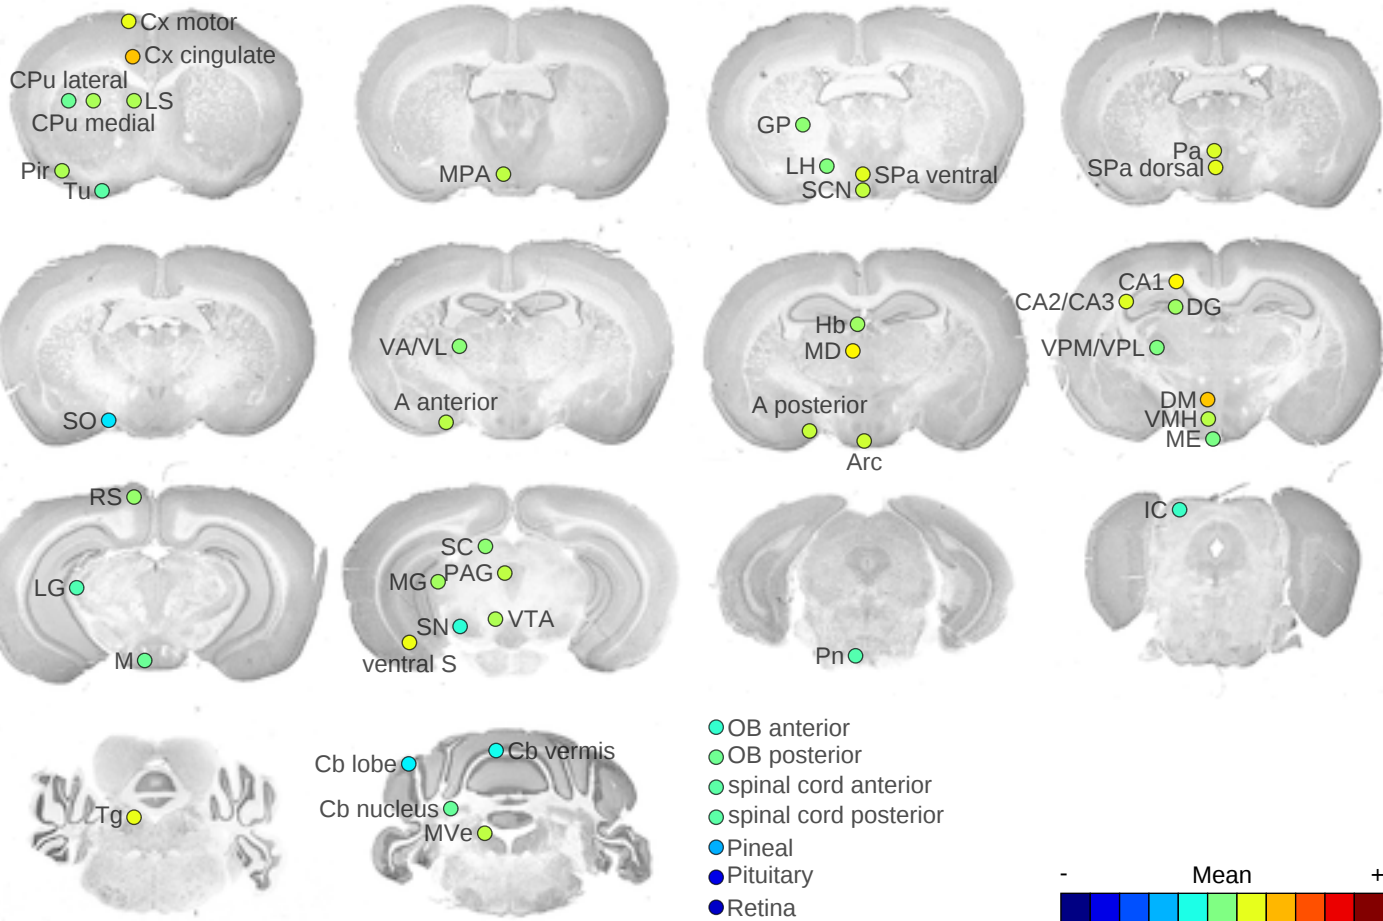 Cx motor
Cx cingulate
CPu lateral
LS
CPu medial
Pir
Tu
MPA
GP
LH
SPa ventral
SCN
Pa
SPa dorsal
SO
VA/VL
A anterior
Hb
MD
A posterior
Arc
CA1
CA2/CA3
DG
VPM/VPL
DM
VMH
ME
RS
LG
M
SC
MG
PAG
SN
VTA
ventral S
Pn
IC
Tg
Cb lobe
Cb vermis
Cb nucleus
MVe
OB anterior
OB posterior
spinal cord anterior
spinal cord posterior
Pineal
Pituitary
Retina
- Mean +